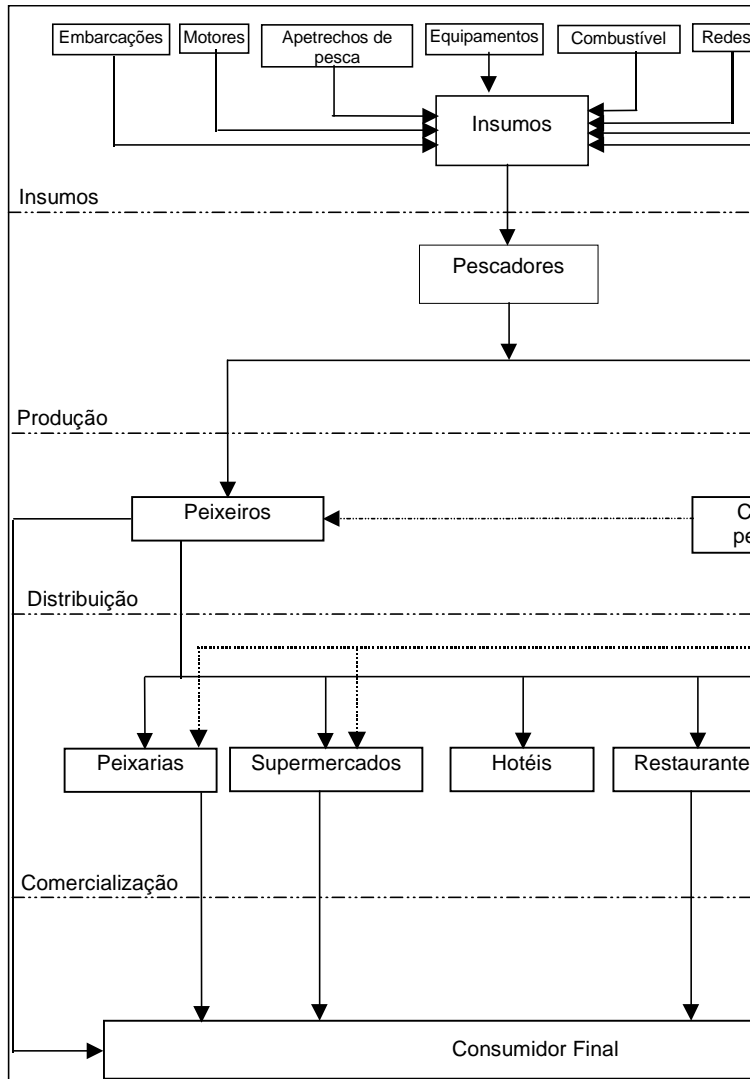 Embarcações
Motores
Apetrechos de
pesca
Equipamentos
Combustível
Redes
Insumos
Insumos
Pescadores
Produção
Peixeiros
Distribuição
Peixarias
Supermercados
Hotéis
Restaurante
Comercialização
Consumidor Final